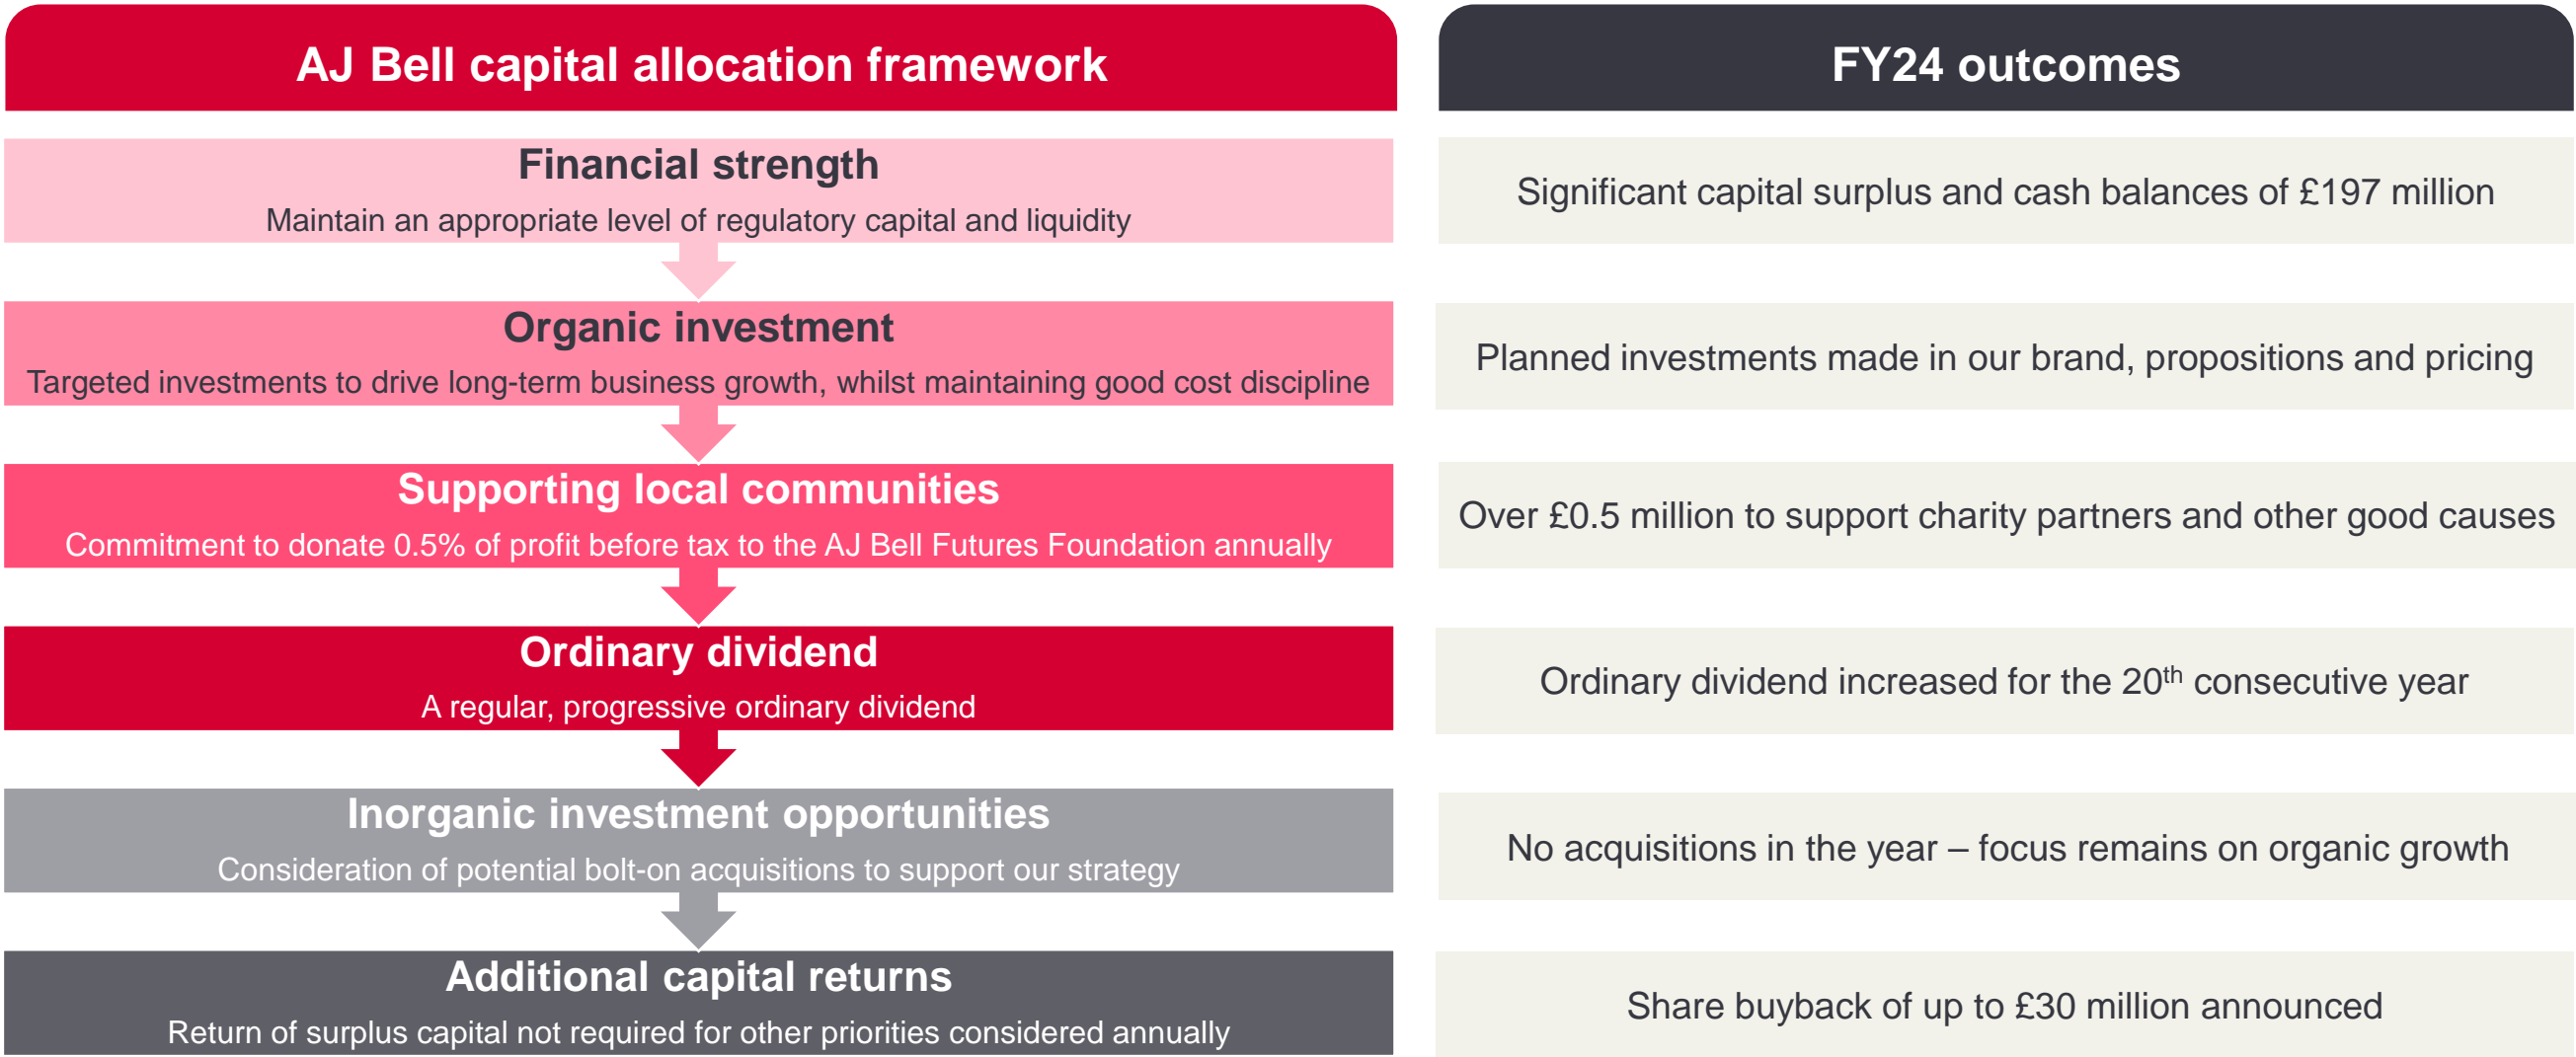 AJ Bell capital allocation framework
FY24 outcomes
Financial strength
Maintain an appropriate level of regulatory capital and liquidity
Significant capital surplus and cash balances of £197 million
Organic investment
Targeted investments to drive long-term business growth, whilst maintaining good cost discipline
Planned investments made in our brand, propositions and pricing
Supporting local communities
Commitment to donate 0.5% of profit before tax to the AJ Bell Futures Foundation annually
Over £0.5 million to support charity partners and other good causes
Ordinary dividend
A regular, progressive ordinary dividend
Ordinary dividend increased for the 20th consecutive year
Inorganic investment opportunities
Consideration of potential bolt-on acquisitions to support our strategy
No acquisitions in the year – focus remains on organic growth
Additional capital returns
Return of surplus capital not required for other priorities considered annually
Share buyback of up to £30 million announced